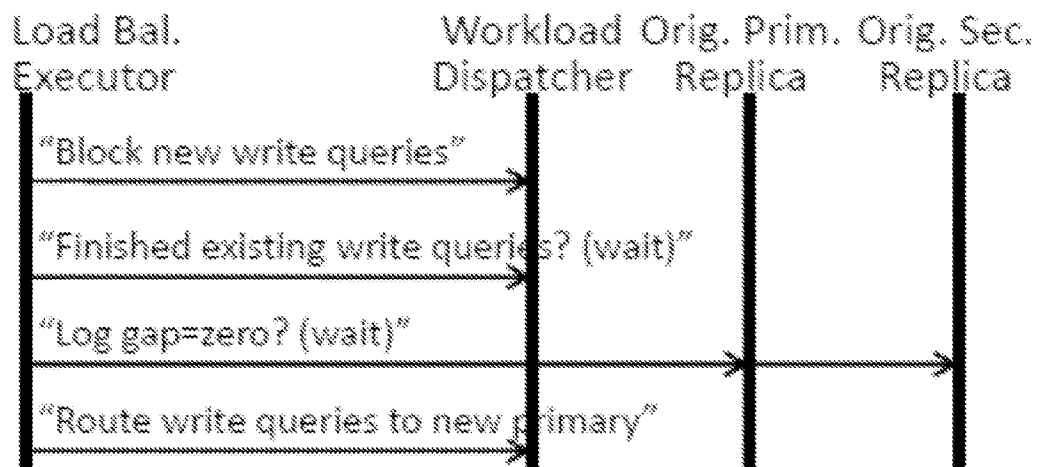 Load Bal. Workload Orig. Prim. Orig. Sec.
Executor Dispatcher Replica Replica
“Block new write queries”
“Finished existing write queries? (wait)”
“Log gap=zero? (wait)”
“Route write queries to new primary”